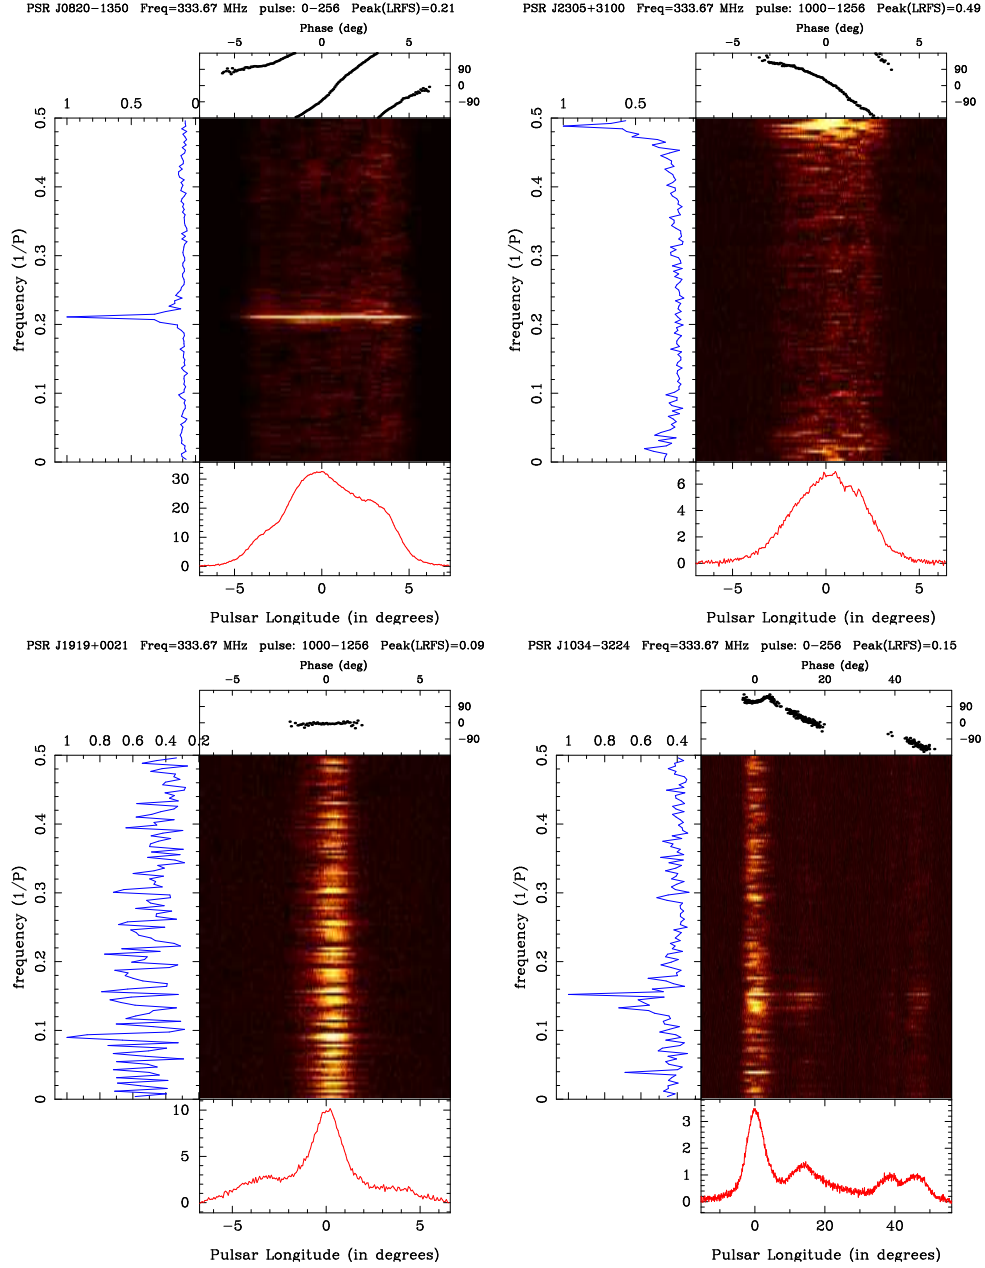 PSR J0820−1350 Freq=333.67 MHz pulse: 0−256 Peak(LRFS)=0.21
Phase (deg)
−5 0 5
90
0
−90
1 0.5 0
0.5
0.4
0.3
0.2
0.1
0
frequency (1/P)
30
20
10
0
−5 0 5
Pulsar Longitude (in degrees)
PSR J2305+3100 Freq=333.67 MHz pulse: 1000−1256 Peak(LRFS)=0.49
Phase (deg)
−5 0 5
90
0
−90
1 0.5
0.5
0.4
0.3
0.2
0.1
0
frequency (1/P)
6
4
2
0
−5 0 5
Pulsar Longitude (in degrees)
PSR J1919+0021 Freq=333.67 MHz pulse: 1000−1256 Peak(LRFS)=0.09
Phase (deg)
−5 0 5
90
0
−90
1 0.8 0.6 0.4 0.2
0.5
0.4
0.3
0.2
0.1
0
frequency (1/P)
10
5
0
−5 0 5
Pulsar Longitude (in degrees)
PSR J1034−3224 Freq=333.67 MHz pulse: 0−256 Peak(LRFS)=0.15
Phase (deg)
0 20 40
90
0
−90
1 0.8 0.6 0.4
0.5
0.4
0.3
0.2
0.1
0
frequency (1/P)
3
2
1
0
0 20 40
Pulsar Longitude (in degrees)